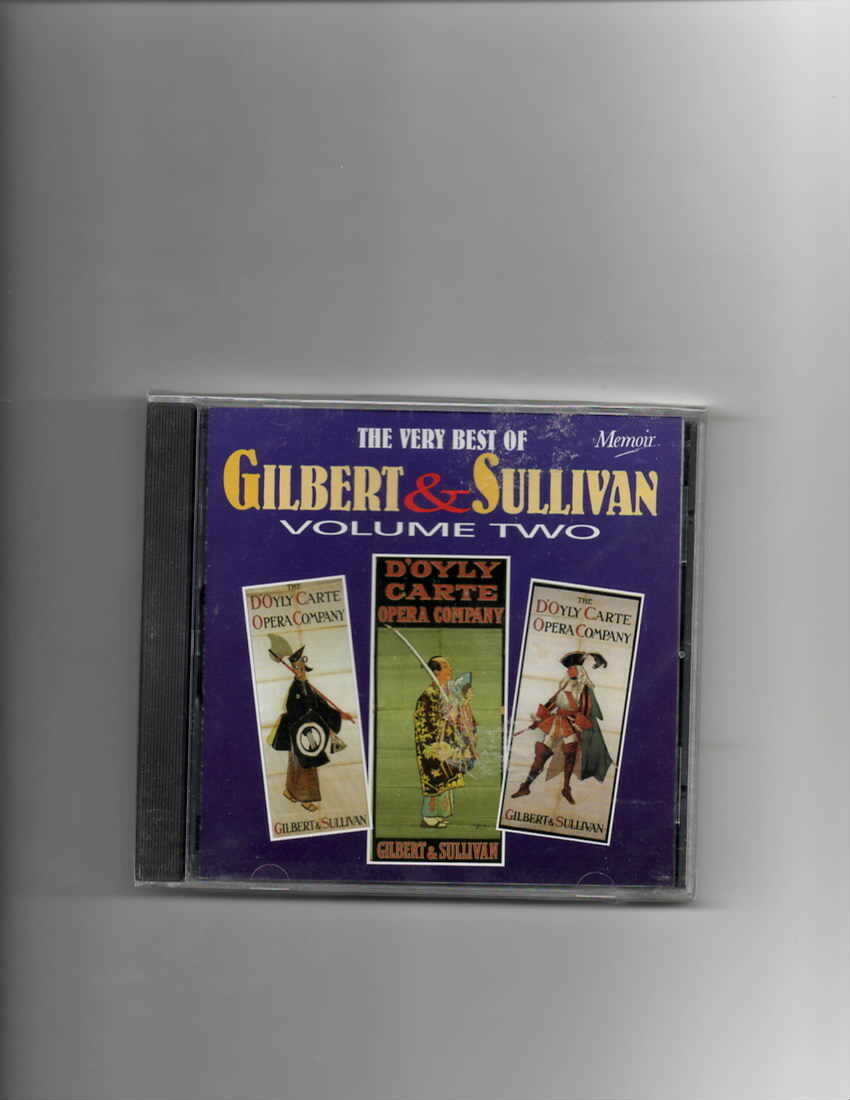 THE VERY BEST OF
Memoir
GILBERT & SULLIVAN
VOLUME TWO
THE
D'OYLY CARTE
OPERA COMPANY
GILBERT & SULLIVAN
D'OYLY
CARTE
OPERA COMPANY
GILBERT & SULLIVAN
THE
D'OYLY CARTE
OPERA COMPANY
GILBERT & SULLIVAN